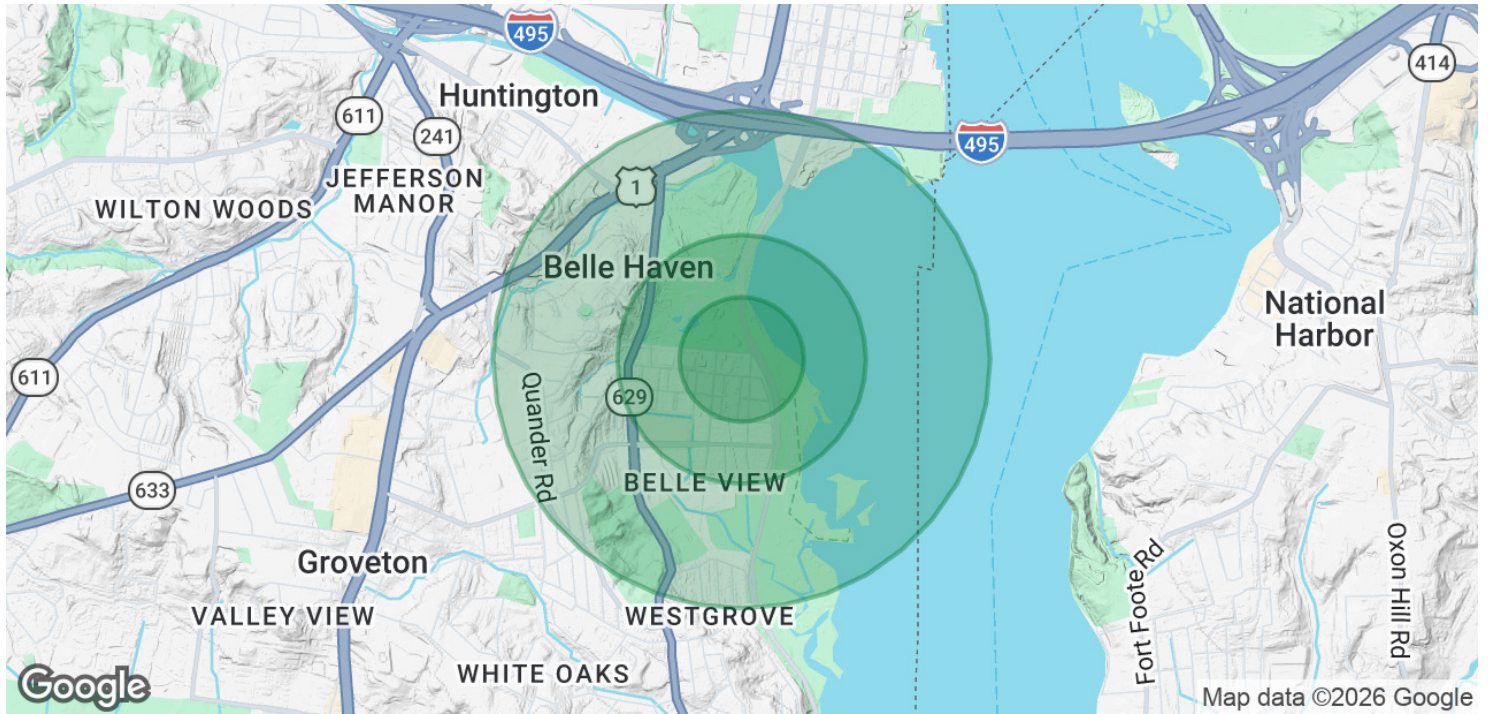 495
414
Huntington
611
241
495
JEFFERSON
MANOR
1
WILTON WOODS
Belle Haven
National
Harbor
611
629
Quander Rd
633
BELLE VIEW
Groveton
Fort Foote Rd
Oxon Hill Rd
VALLEY VIEW
WESTGROVE
WHITE OAKS
Google
Map data ©2026 Google